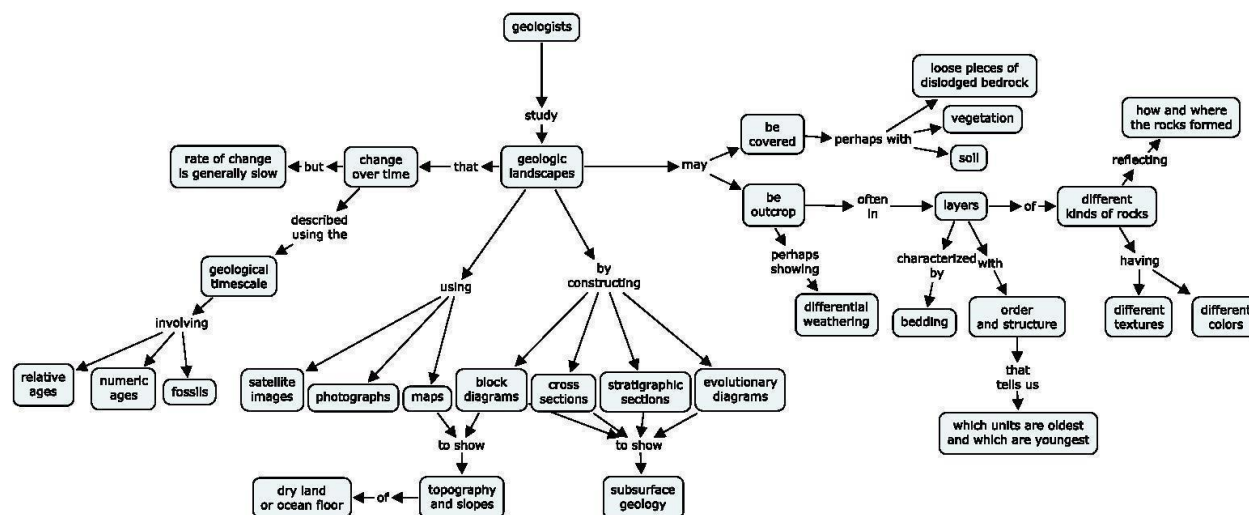 geologists
study
geologic
landscapes
that
change
over time
but
rate of change
is generally slow
described
using the
geological
timescale
involving
relative
ages
numeric
ages
fossils
using
satellite
images
photographs
maps
by
constructing
block
diagrams
cross
sections
stratigraphic
sections
evolutionary
diagrams
to show
topography
and slopes
of
dry land
or ocean floor
to show
subsurface
geology
may
be
covered
perhaps with
loose pieces of
dislodged bedrock
vegetation
soil
be
outcrop
perhaps
showing
differential
weathering
often
in
layers
characterized
by
bedding
with
order
and structure
that
tells us
which units are oldest
and which are youngest
of
different
kinds of rocks
reflecting
how and where
the rocks formed
having
different
textures
different
colors